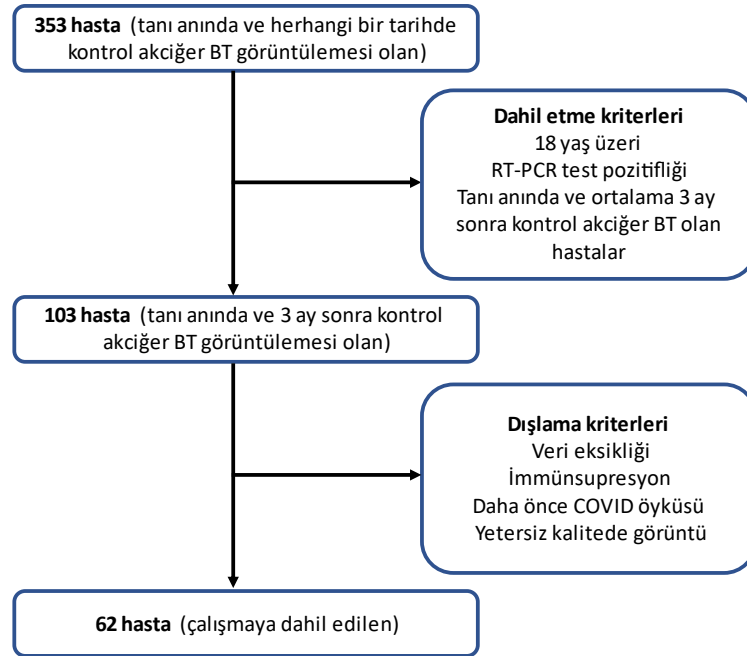 353 hasta (tanı anında ve herhangi bir tarihde
kontrol akciğer BT görüntülemesi olan)
Dahil etme kriterleri
18 yaş üzeri
RT-PCR test pozitifliği
Tanı anında ve ortalama 3 ay
sonra kontrol akciğer BT olan
hastalar
103 hasta (tanı anında ve 3 ay sonra kontrol
akciğer BT görüntülemesi olan)
Dışlama kriterleri
Veri eksikliği
İmmünsupresyon
Daha önce COVID öyküsü
Yetersiz kalitede görüntü
62 hasta (çalışmaya dahil edilen)